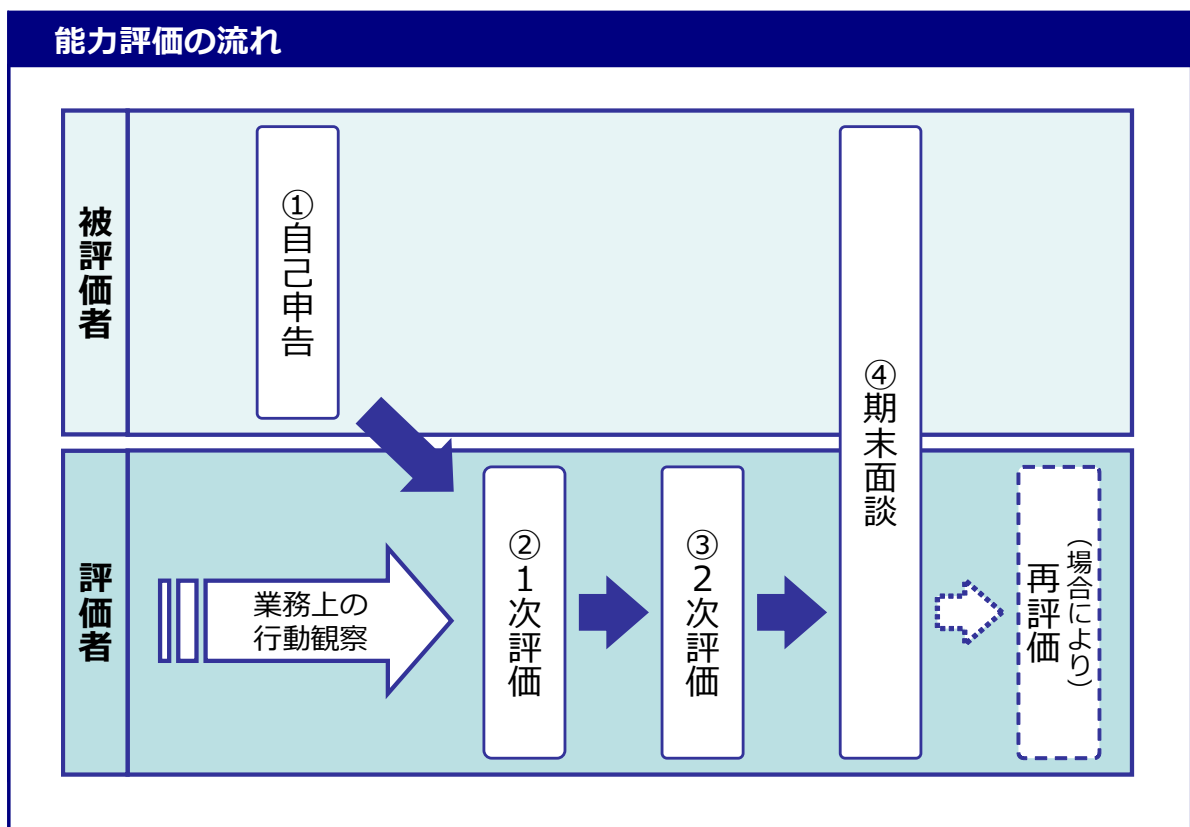 能力評価の流れ
被評価者
①自己申告
評価者
業務上の
行動観察
②1次評価
③2次評価
④期末面談
(場合により)
再評価